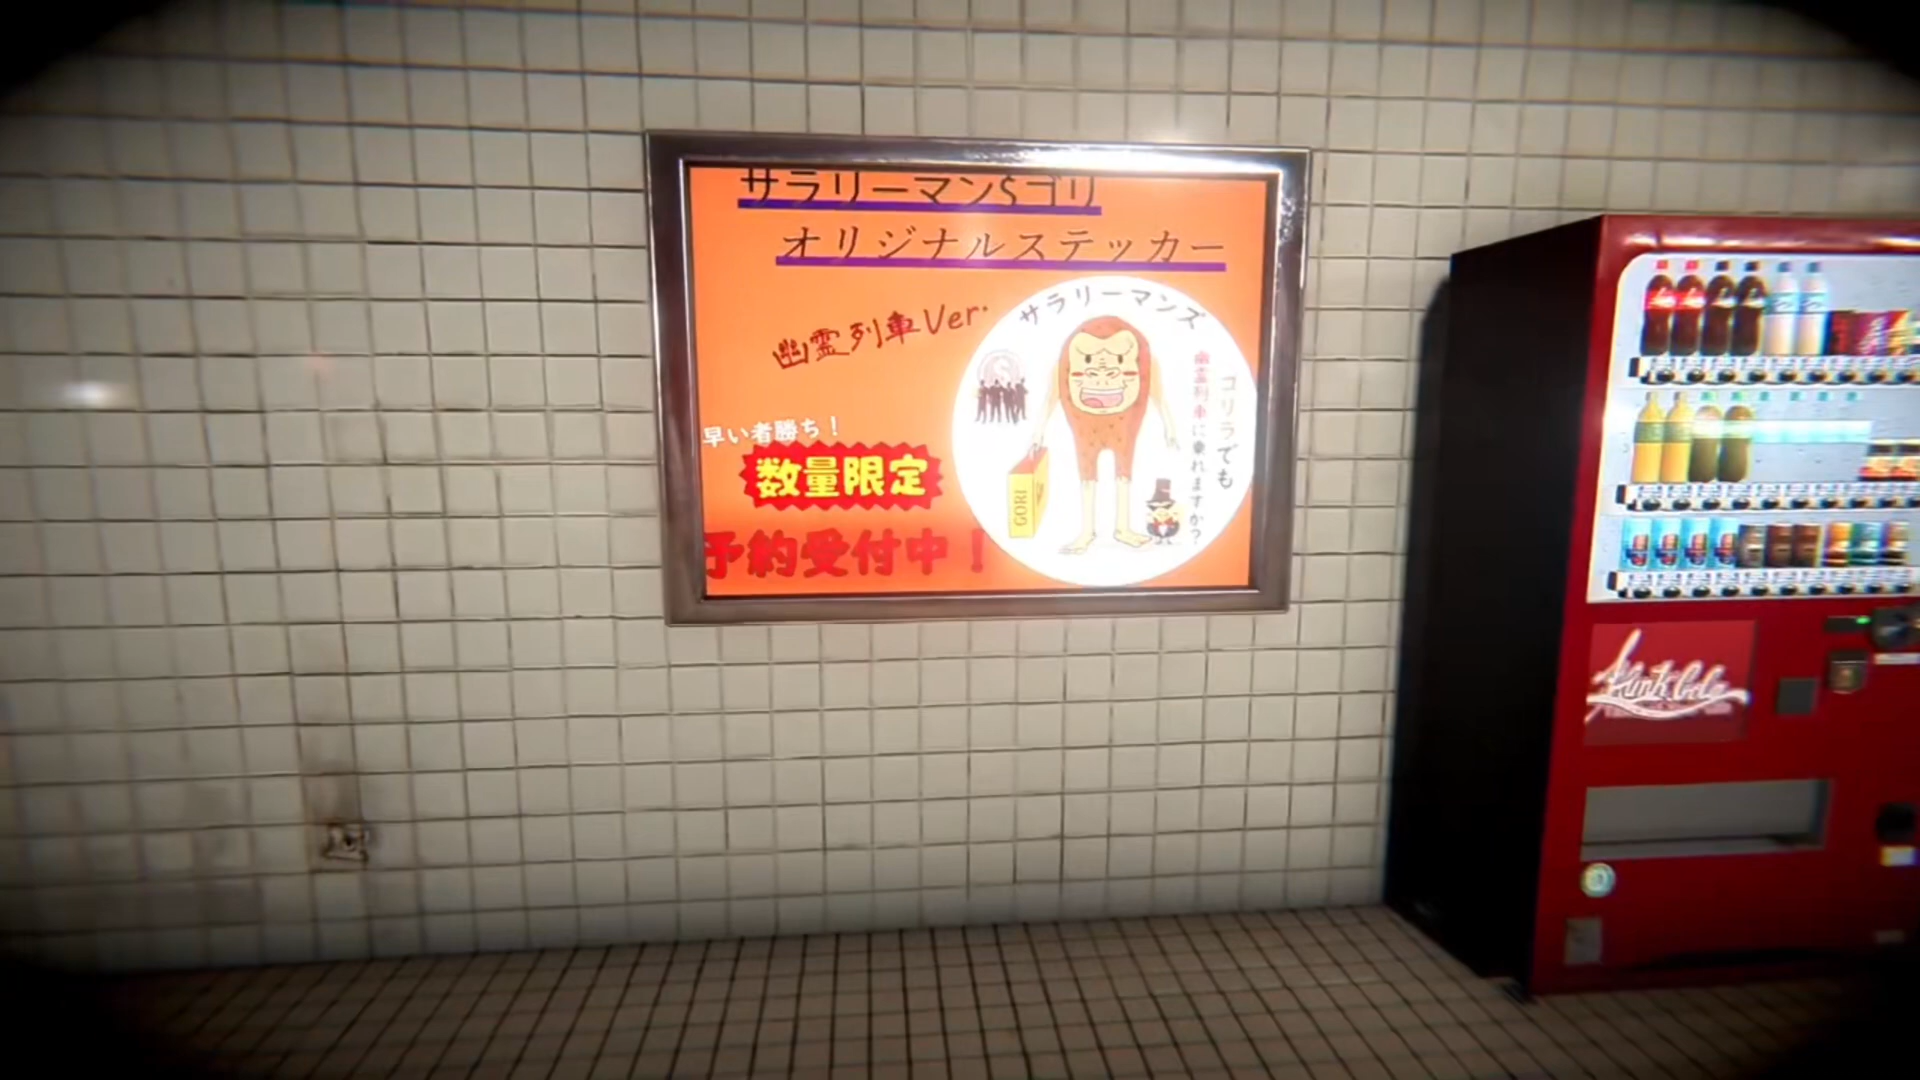 サラリーマンSゴリ
オリジナルステッカー
幽霊列車Ver.
早い者勝ち！
数量限定
予約受付中！
サラリーマンズ
ゴリラでも
幽霊列車に乗れますか?
GORI